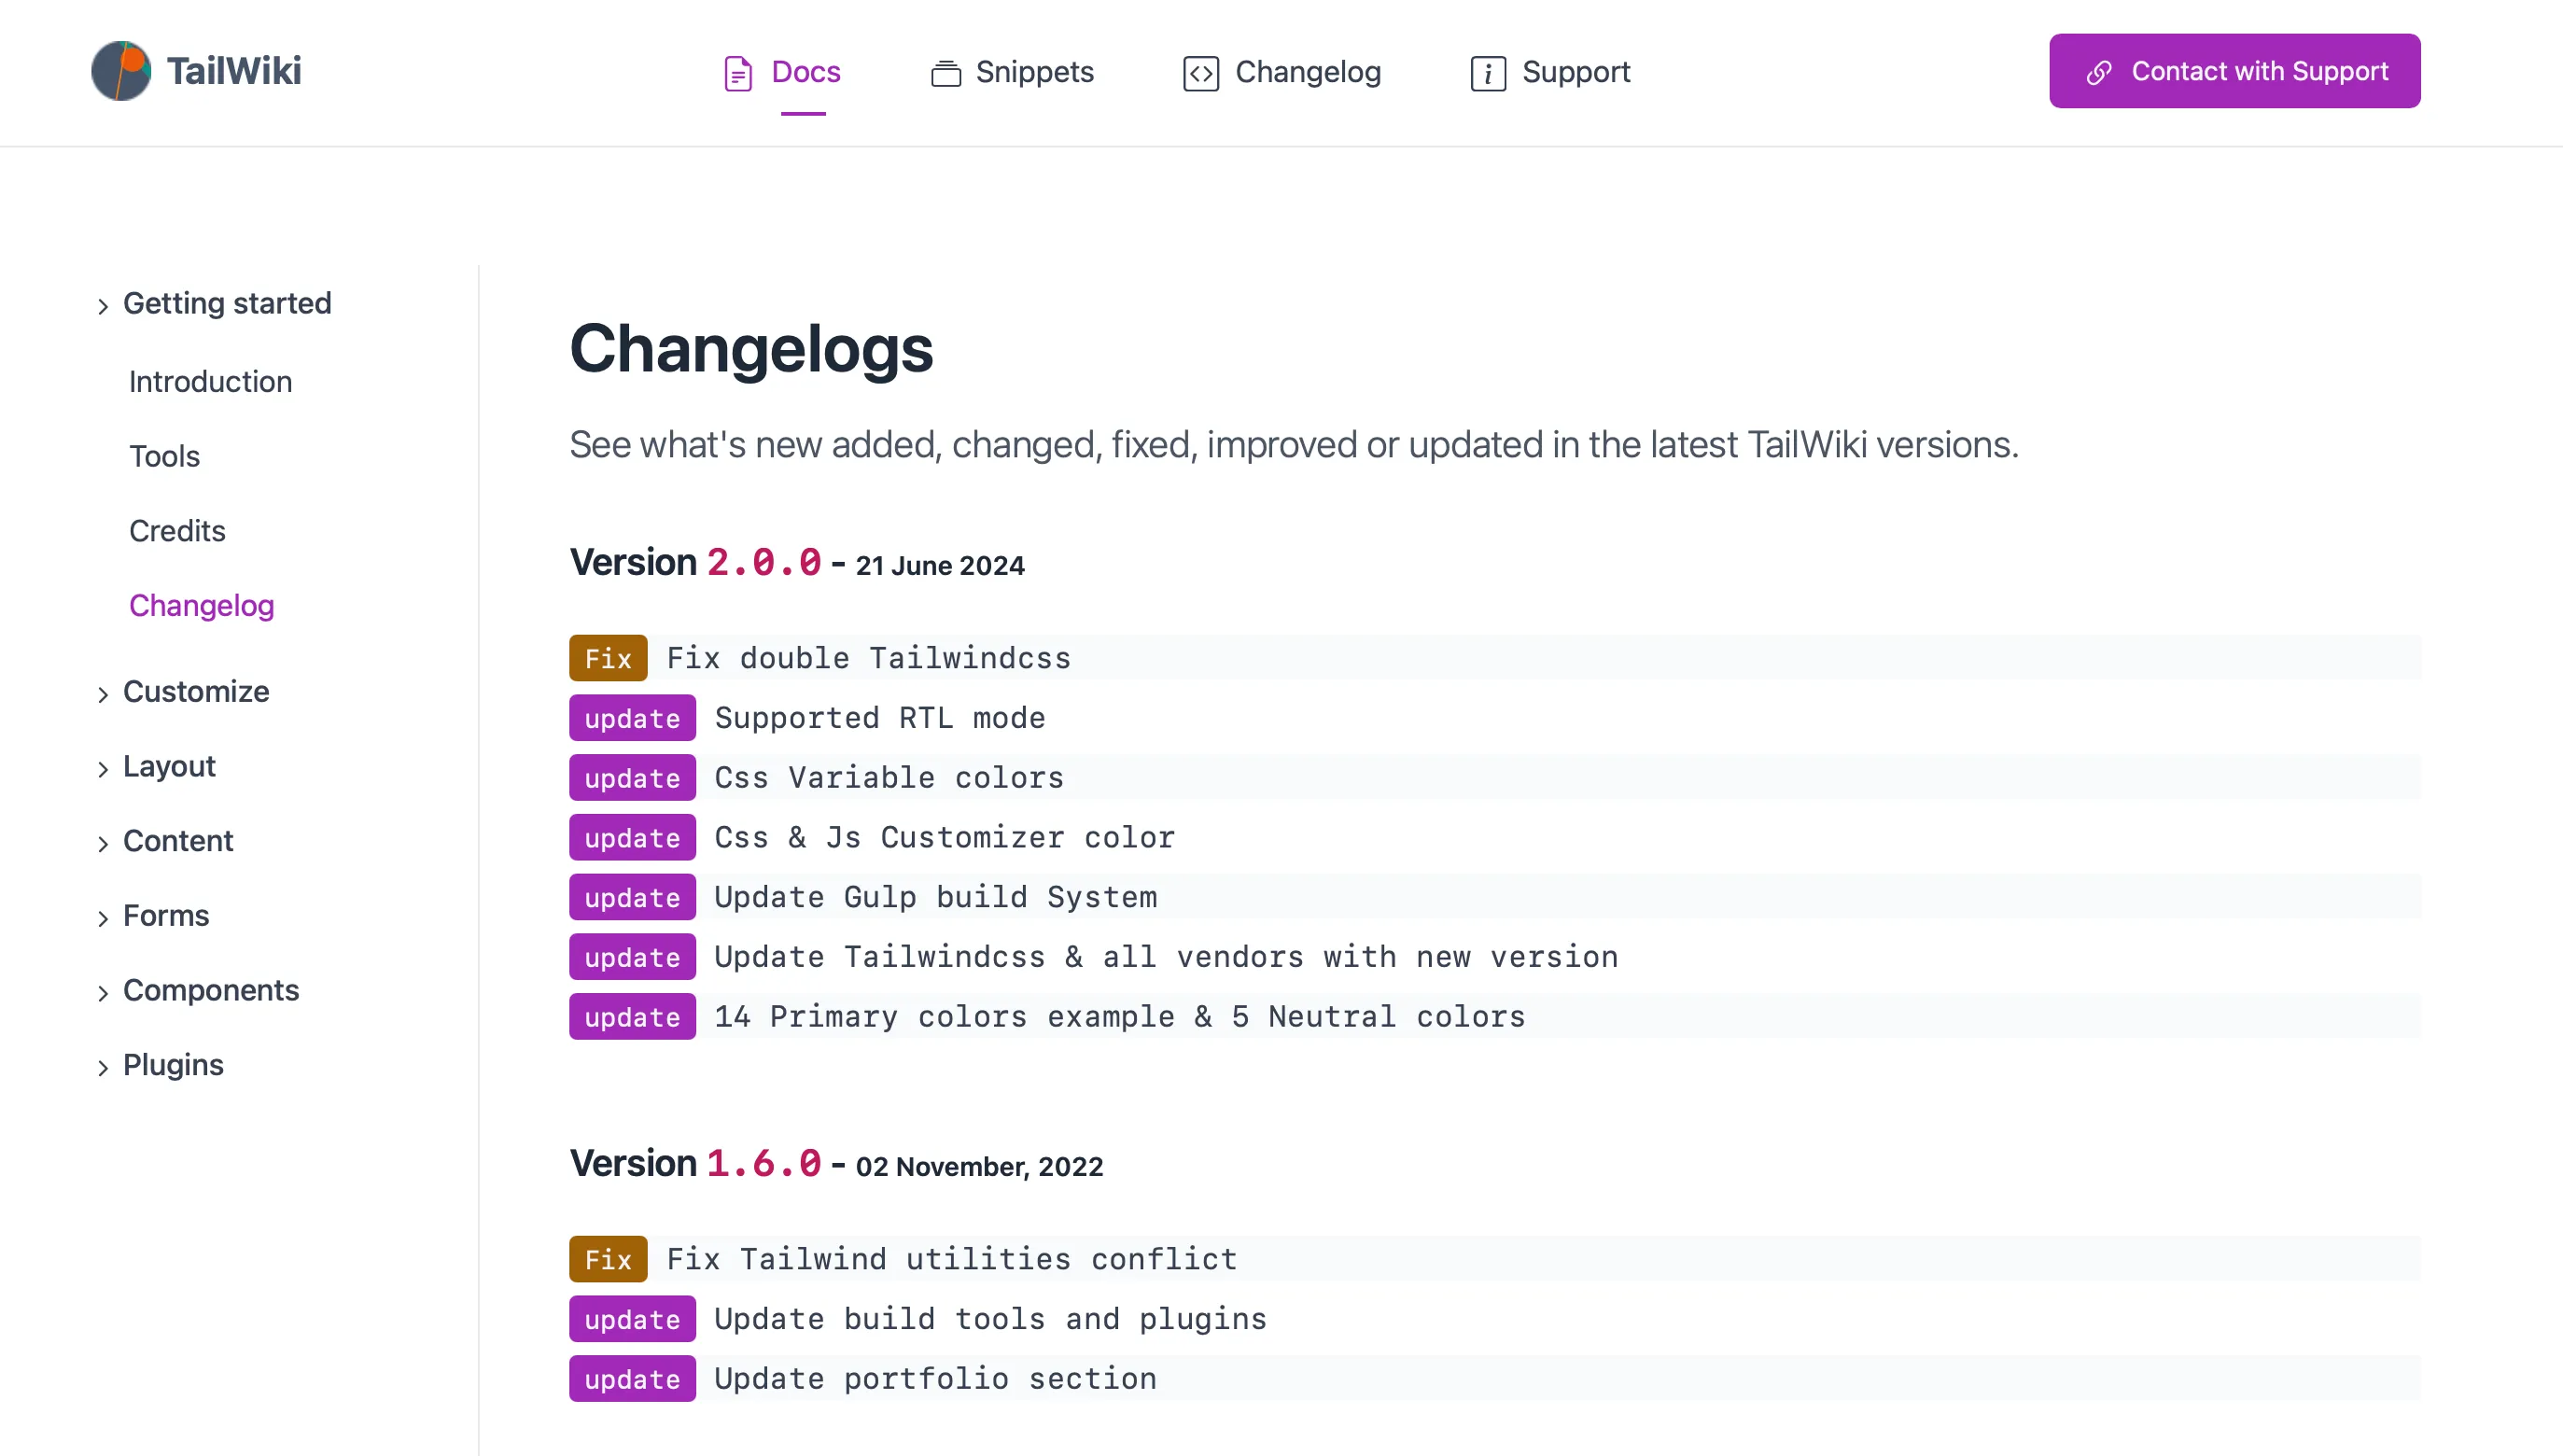 TailWiki
Docs
Snippets
Changelog
Support
Contact with Support
Getting started
Introduction
Tools
Credits
Changelog
Customize
Layout
Content
Forms
Components
Plugins
Changelogs
See what's new added, changed, fixed, improved or updated in the latest TailWiki versions.
Version 2.0.0 - 21 June 2024
Fix Fix double Tailwindcss
update Supported RTL mode
update Css Variable colors
update Css & Js Customizer color
update Update Gulp build System
update Update Tailwindcss & all vendors with new version
update 14 Primary colors example & 5 Neutral colors
Version 1.6.0 - 02 November, 2022
Fix Fix Tailwind utilities conflict
update Update build tools and plugins
update Update portfolio section